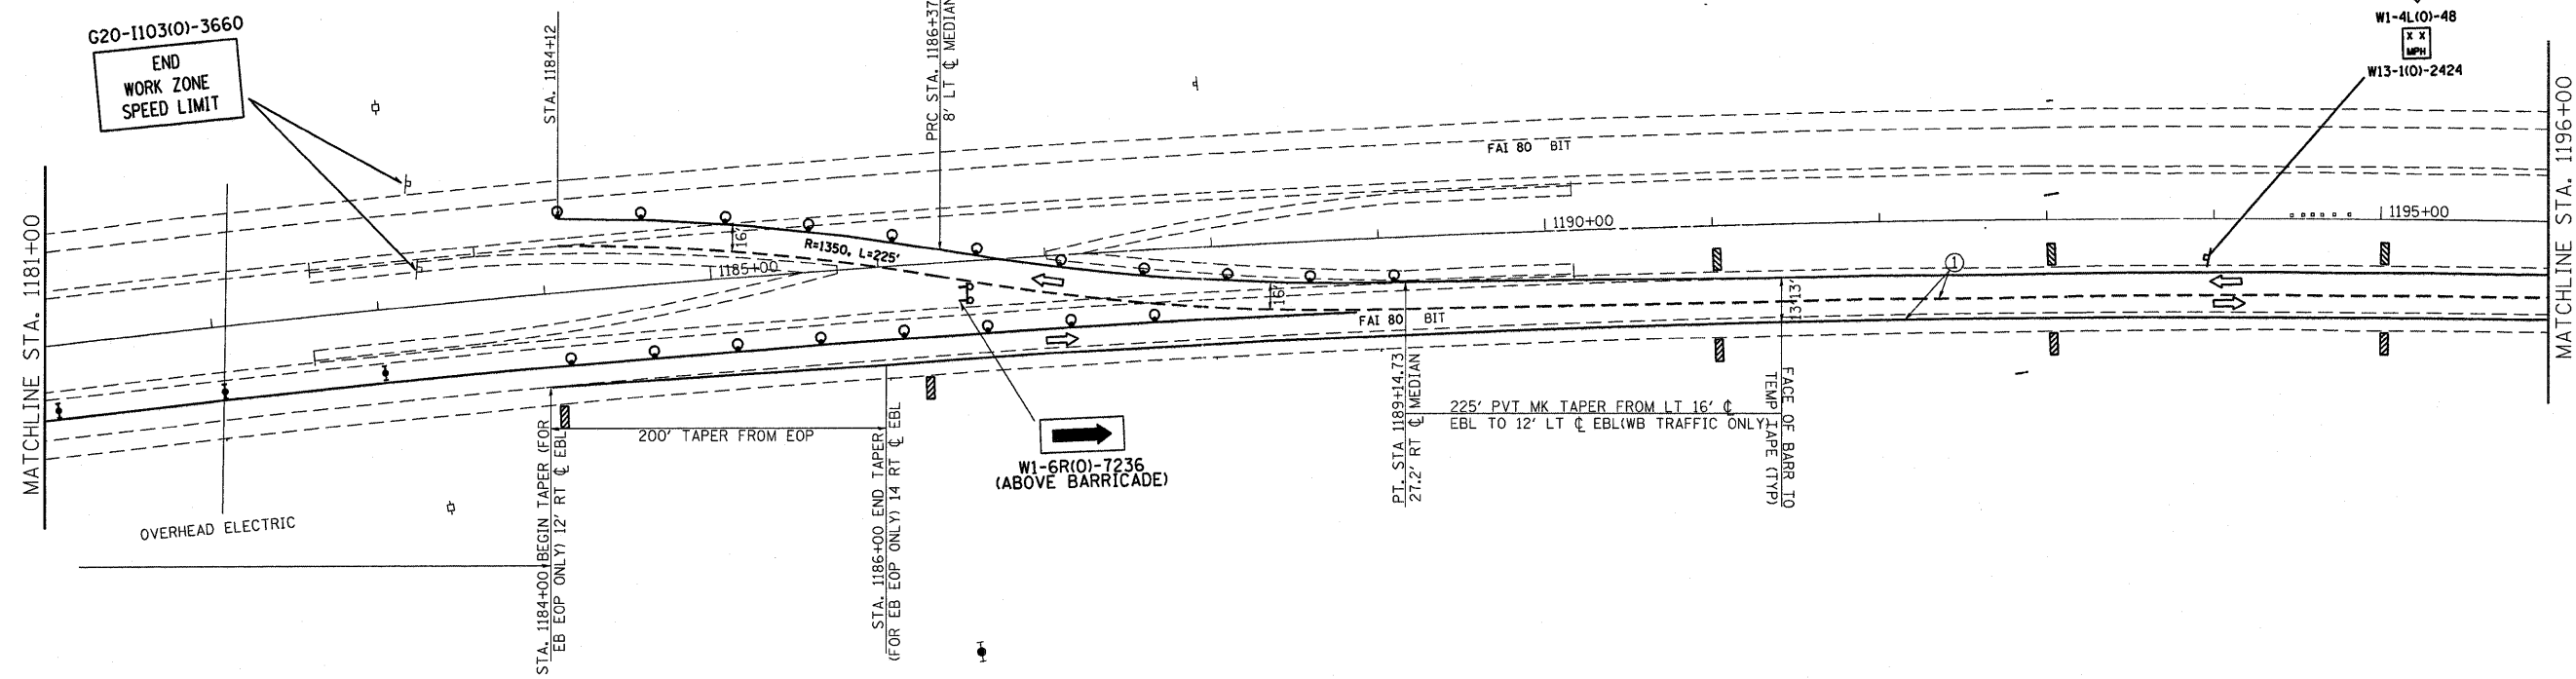 G20-I103(0)-3660
END
WORK ZONE
SPEED LIMIT
STA. 1184+12
PRC STA. 1186+37
8' LT ℄ MEDIAN
W1-4L(0)-48
X X
MPH
W13-1(0)-2424
MATCHLINE STA. 1181+00
MATCHLINE STA. 1196+00
FAI 80 BIT
1190+00
1195+00
16'
R=1350, L=225'
1185+00
1
16'
FAI 80 BIT
13'
13'
200' TAPER FROM EOP
W1-6R(0)-7236
(ABOVE BARRICADE)
225' PVT MK TAPER FROM LT 16' ℄
EBL TO 12' LT ℄ EBL(WB TRAFFIC ONLY)
PT. STA 1189+14.73
27.2' RT ℄ MEDIAN
FACE OF BARR TO
TEMP TAPE (TYP)
STA. 1184+00 BEGIN TAPER (FOR
EB EOP ONLY) 12' RT ℄ EBL
STA. 1186+00 END TAPER
(FOR EB EOP ONLY) 14 RT ℄ EBL
OVERHEAD ELECTRIC